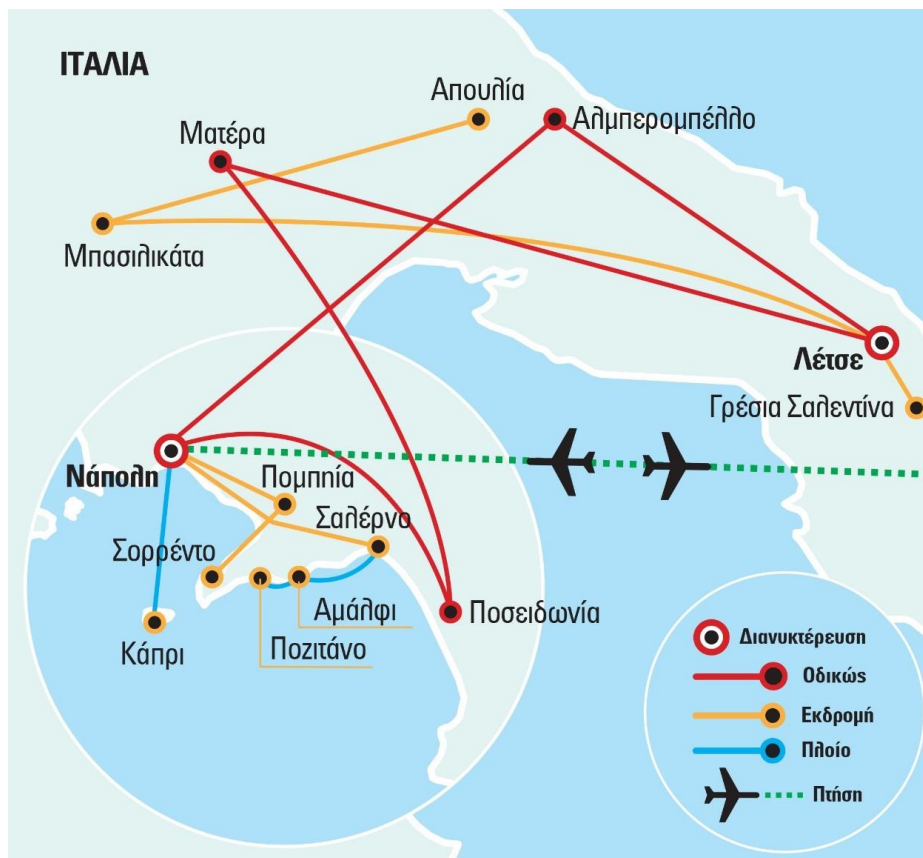 ΙΤΑΛΙΑ
Απουλία
Αλμπερομπέλλο
Ματέρα
Μπασιλικάτα
Λέτσε
Γρέσια Σαλεντίνα
Νάπολη
Πομπηία
Σαλέρνο
Σορρέντο
Αμάλφι
Ποσειδωνία
Κάπρι
Ποζιτάνο
Διανυκτέρευση
Οδικώς
Εκδρομή
Πλοίο
Πτήση